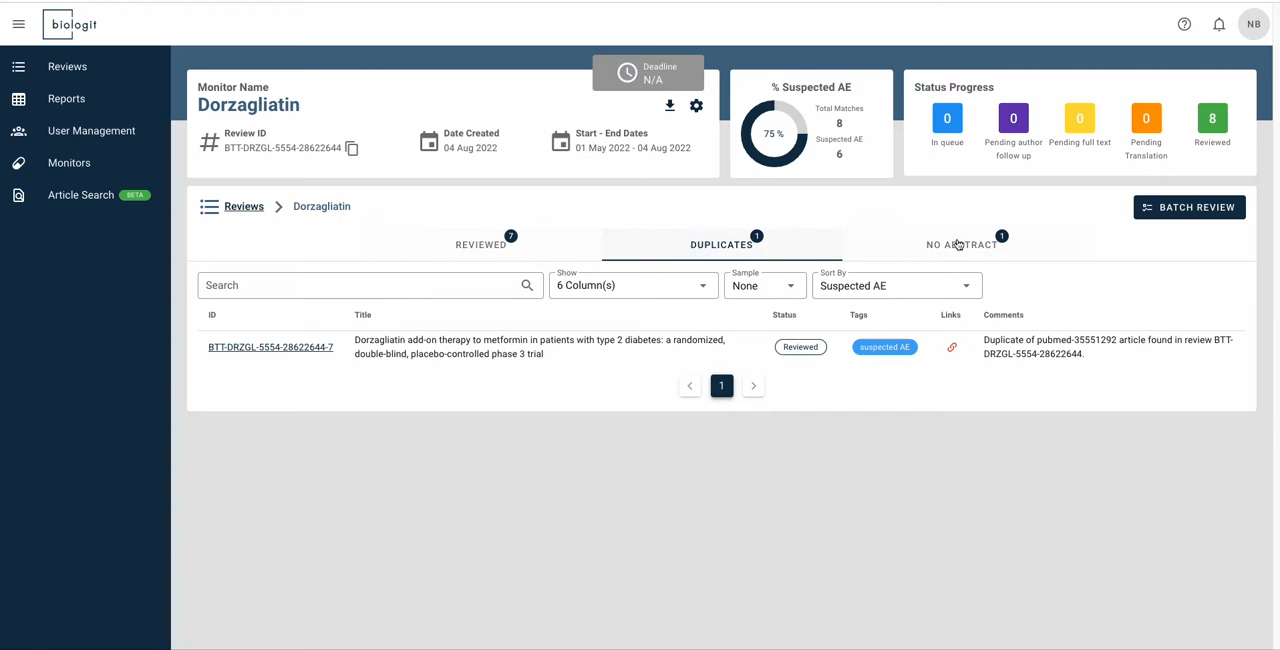 biologit
NB
Reviews
Reports
User Management
Monitors
Article Search BETA
Monitor Name
Dorzagliatin
Review ID
BTT-DRZGL-5554-28622644
Date Created
04 Aug 2022
Start - End Dates
01 May 2022 - 04 Aug 2022
Deadline
N/A
% Suspected AE
75 %
Total Matches
8
Suspected AE
6
Status Progress
0
In queue
0
Pending author
follow up
0
Pending full text
0
Pending
Translation
8
Reviewed
Reviews > Dorzagliatin
BATCH REVIEW
REVIEWED 7
DUPLICATES 1
NO ABSTRACT 1
Search
Show
6 Column(s)
Sample
None
Sort By
Suspected AE
ID Title Status Tags Links Comments
BTT-DRZGL-5554-28622644-7
Dorzagliatin add-on therapy to metformin in patients with type 2 diabetes: a randomized,
double-blind, placebo-controlled phase 3 trial
Reviewed
suspected AE
Duplicate of pubmed-35551292 article found in review BTT-
DRZGL-5554-28622644.
< 1 >